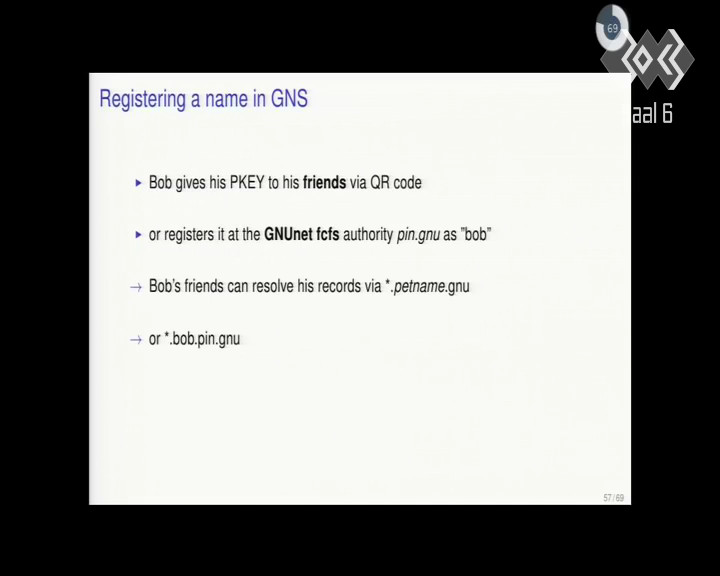 69
aal 6
Registering a name in GNS
Bob gives his PKEY to his friends via QR code
or registers it at the GNUnet fcfs authority pin.gnu as "bob"
→ Bob's friends can resolve his records via *.petname.gnu
→ or *.bob.pin.gnu
57/69